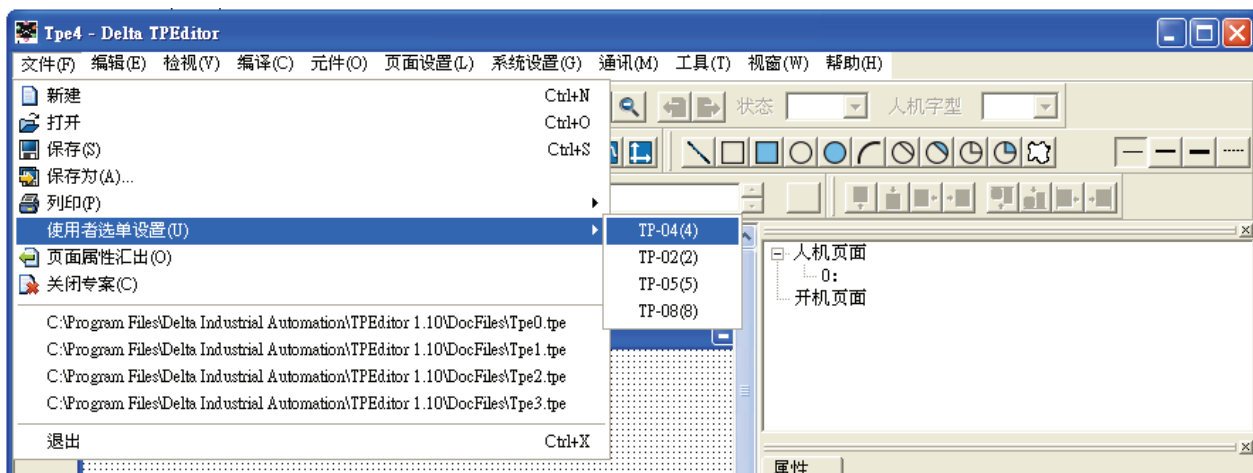 Tpe4 - Delta TPEditor
文件(F) 编辑(E) 检视(V) 编译(C) 元件(O) 页面设置(L) 系统设置(G) 通讯(M) 工具(T) 视窗(W) 帮助(H)
新建 Ctrl+N
打开 Ctrl+O
保存(S) Ctrl+S
保存为(A)...
列印(P)
使用者选单设置(U)
页面属性汇出(O)
关闭专案(C)
C:\Program Files\Delta Industrial Automation\TPEditor 1.10\DocFiles\Tpe0.tpe
C:\Program Files\Delta Industrial Automation\TPEditor 1.10\DocFiles\Tpe1.tpe
C:\Program Files\Delta Industrial Automation\TPEditor 1.10\DocFiles\Tpe2.tpe
C:\Program Files\Delta Industrial Automation\TPEditor 1.10\DocFiles\Tpe3.tpe
退出 Ctrl+X
TP-04(4)
TP-02(2)
TP-05(5)
TP-08(8)
状态 人机字型
人机页面
0:
开机页面
属性